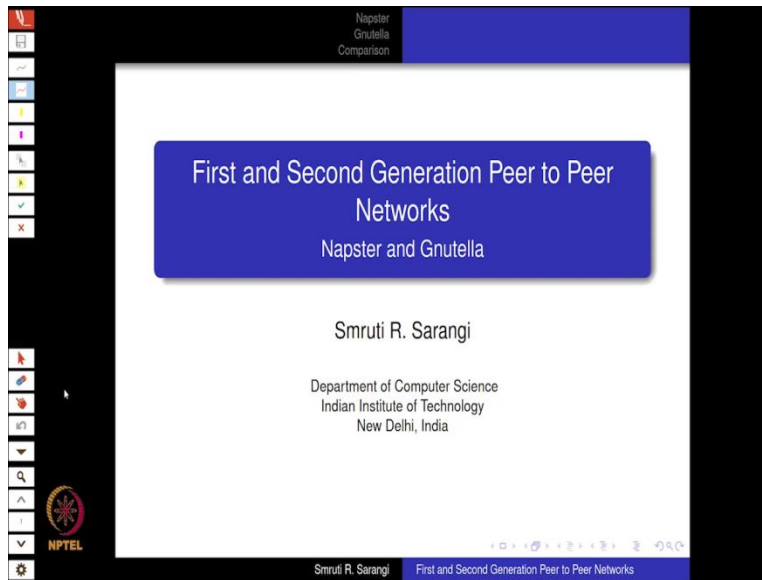 Napster
Gnutella
Comparison
First and Second Generation Peer to Peer
Networks
Napster and Gnutella
Smruti R. Sarangi
Department of Computer Science
Indian Institute of Technology
New Delhi, India
NPTEL
Smruti R. Sarangi First and Second Generation Peer to Peer Networks